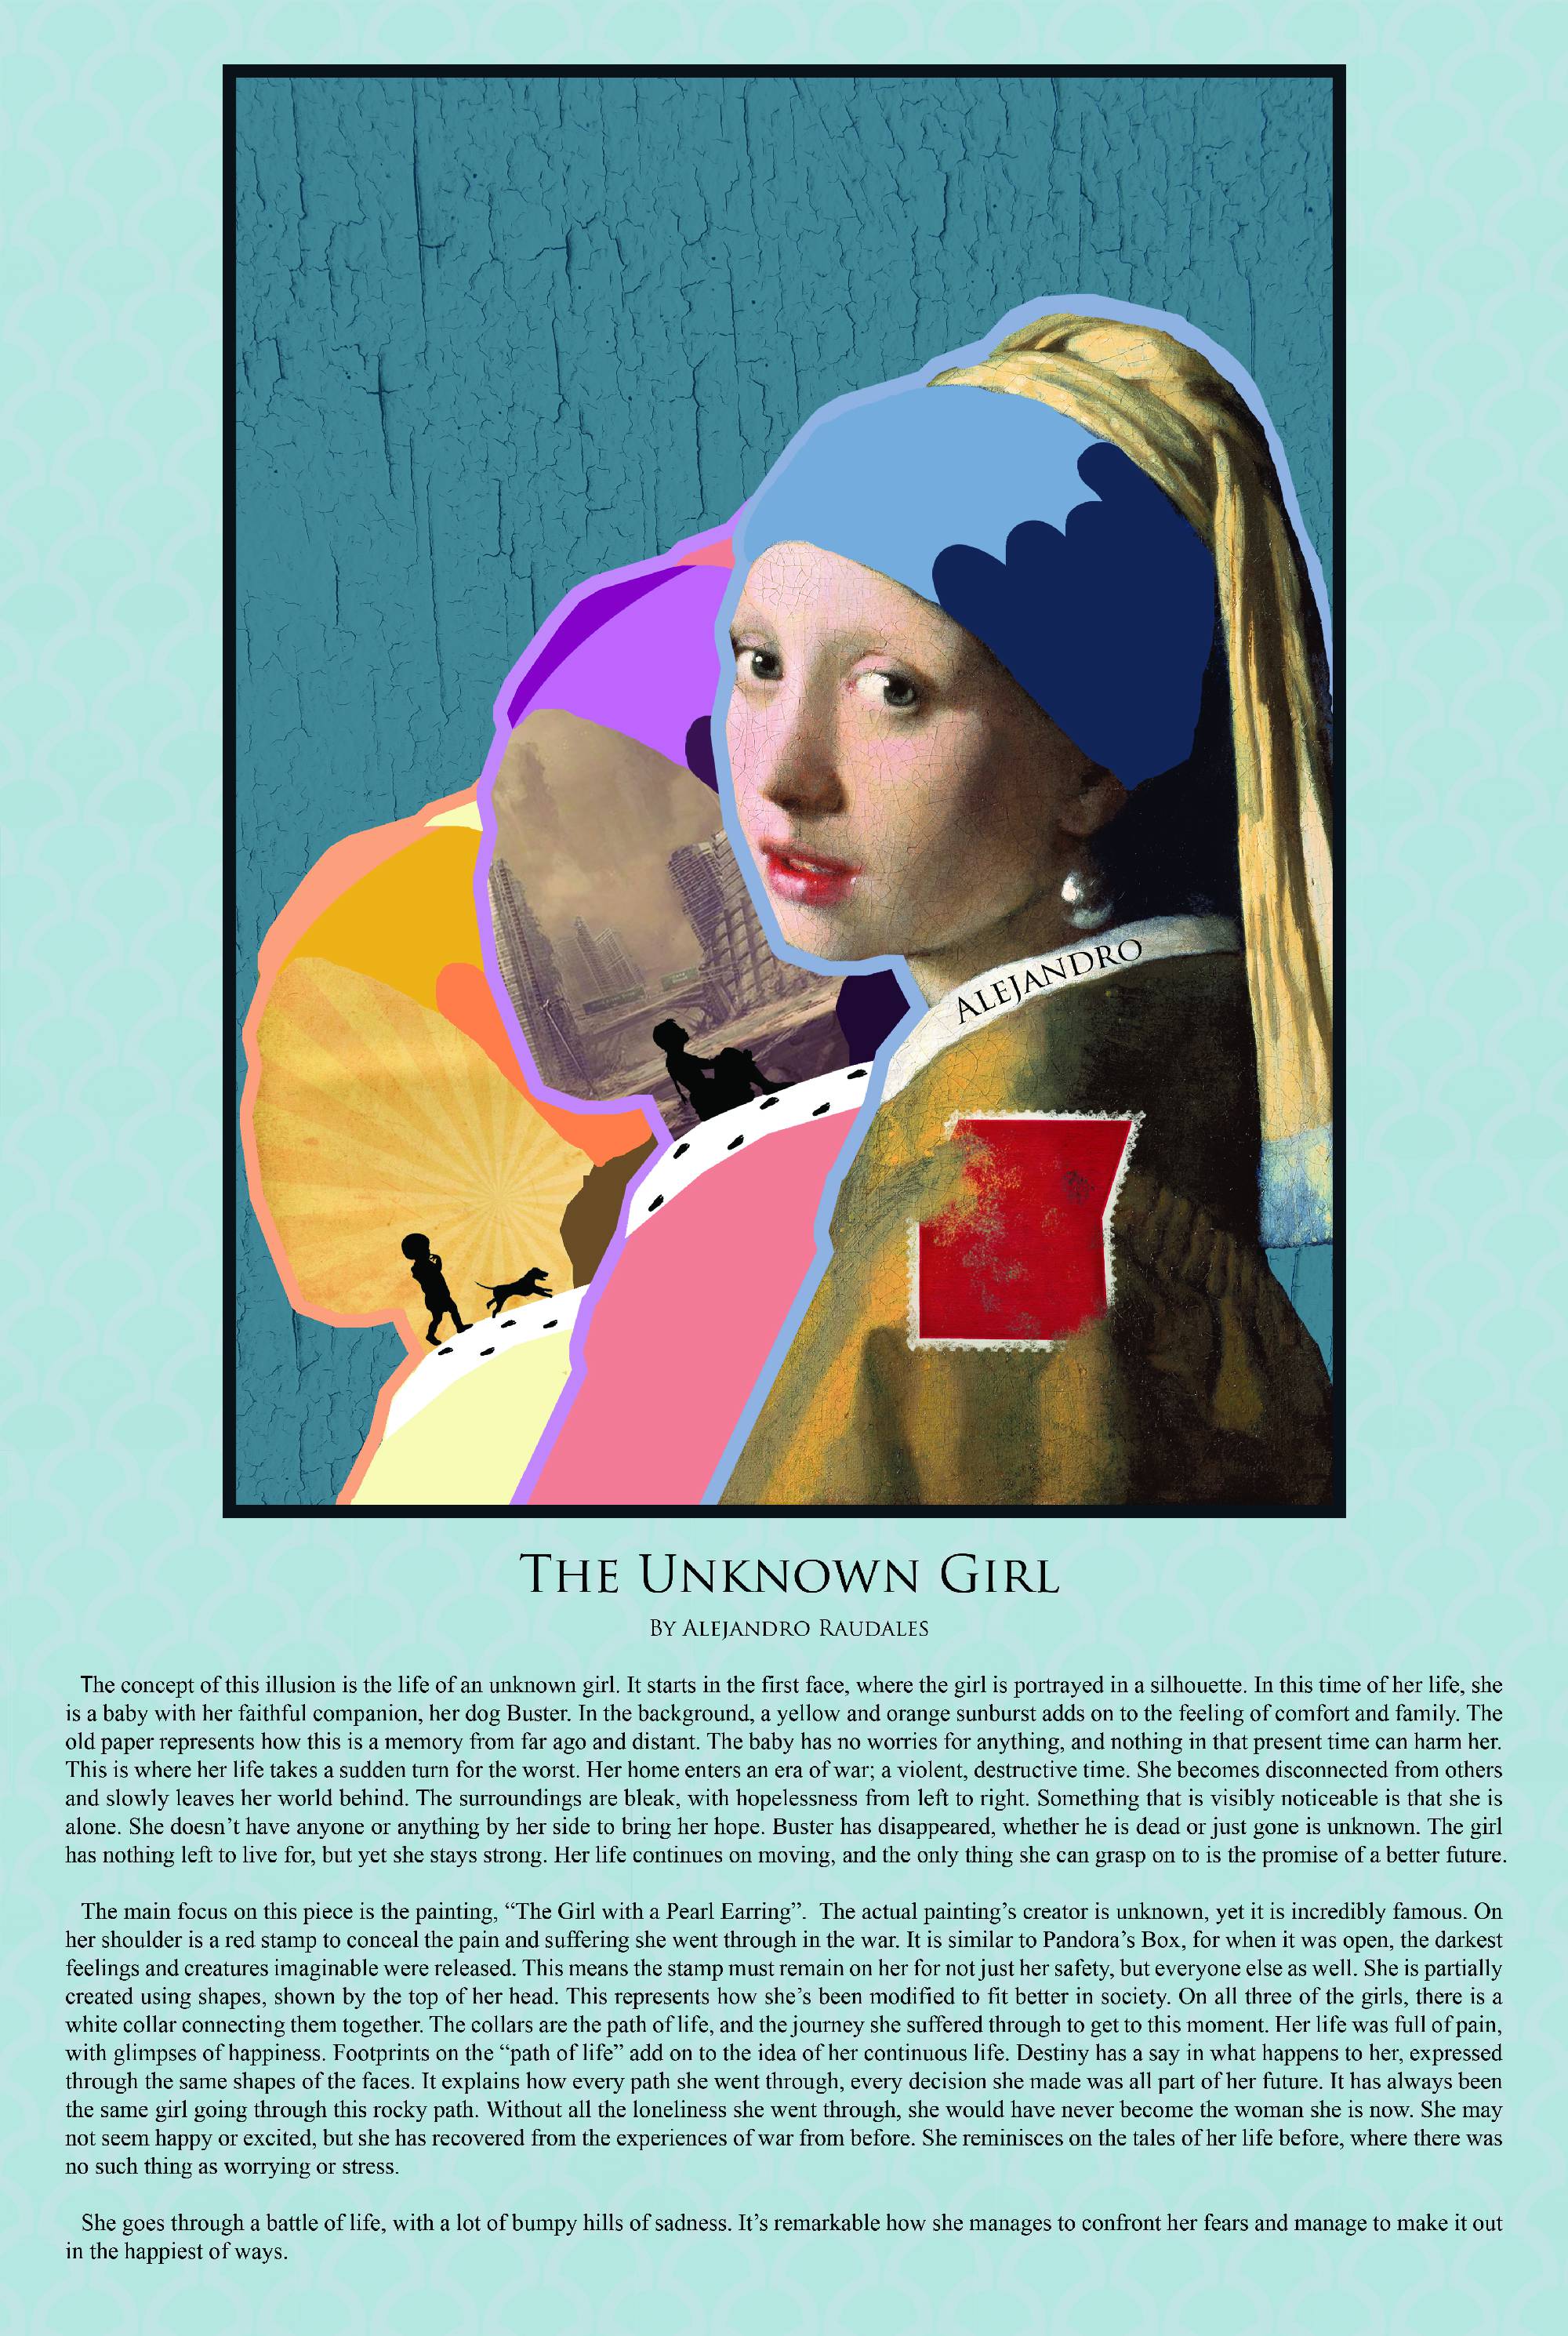 ALEJANDRO
THE UNKNOWN GIRL
BY ALEJANDRO RAUDALES
The concept of this illusion is the life of an unknown girl. It starts in the first face, where the girl is portrayed in a silhouette. In this time of her life, she
is a baby with her faithful companion, her dog Buster. In the background, a yellow and orange sunburst adds on to the feeling of comfort and family. The
old paper represents how this is a memory from far ago and distant. The baby has no worries for anything, and nothing in that present time can harm her.
This is where her life takes a sudden turn for the worst. Her home enters an era of war; a violent, destructive time. She becomes disconnected from others
and slowly leaves her world behind. The surroundings are bleak, with hopelessness from left to right. Something that is visibly noticeable is that she is
alone. She doesn't have anyone or anything by her side to bring her hope. Buster has disappeared, whether he is dead or just gone is unknown. The girl
has nothing left to live for, but yet she stays strong. Her life continues on moving, and the only thing she can grasp on to is the promise of a better future.
The main focus on this piece is the painting, “The Girl with a Pearl Earring”. The actual painting's creator is unknown, yet it is incredibly famous. On
her shoulder is a red stamp to conceal the pain and suffering she went through in the war. It is similar to Pandora's Box, for when it was open, the darkest
feelings and creatures imaginable were released. This means the stamp must remain on her for not just her safety, but everyone else as well. She is partially
created using shapes, shown by the top of her head. This represents how she's been modified to fit better in society. On all three of the girls, there is a
white collar connecting them together. The collars are the path of life, and the journey she suffered through to get to this moment. Her life was full of pain,
with glimpses of happiness. Footprints on the “path of life” add on to the idea of her continuous life. Destiny has a say in what happens to her, expressed
through the same shapes of the faces. It explains how every path she went through, every decision she made was all part of her future. It has always been
the same girl going through this rocky path. Without all the loneliness she went through, she would have never become the woman she is now. She may
not seem happy or excited, but she has recovered from the experiences of war from before. She reminisces on the tales of her life before, where there was
no such thing as worrying or stress.
She goes through a battle of life, with a lot of bumpy hills of sadness. It's remarkable how she manages to confront her fears and manage to make it out
in the happiest of ways.